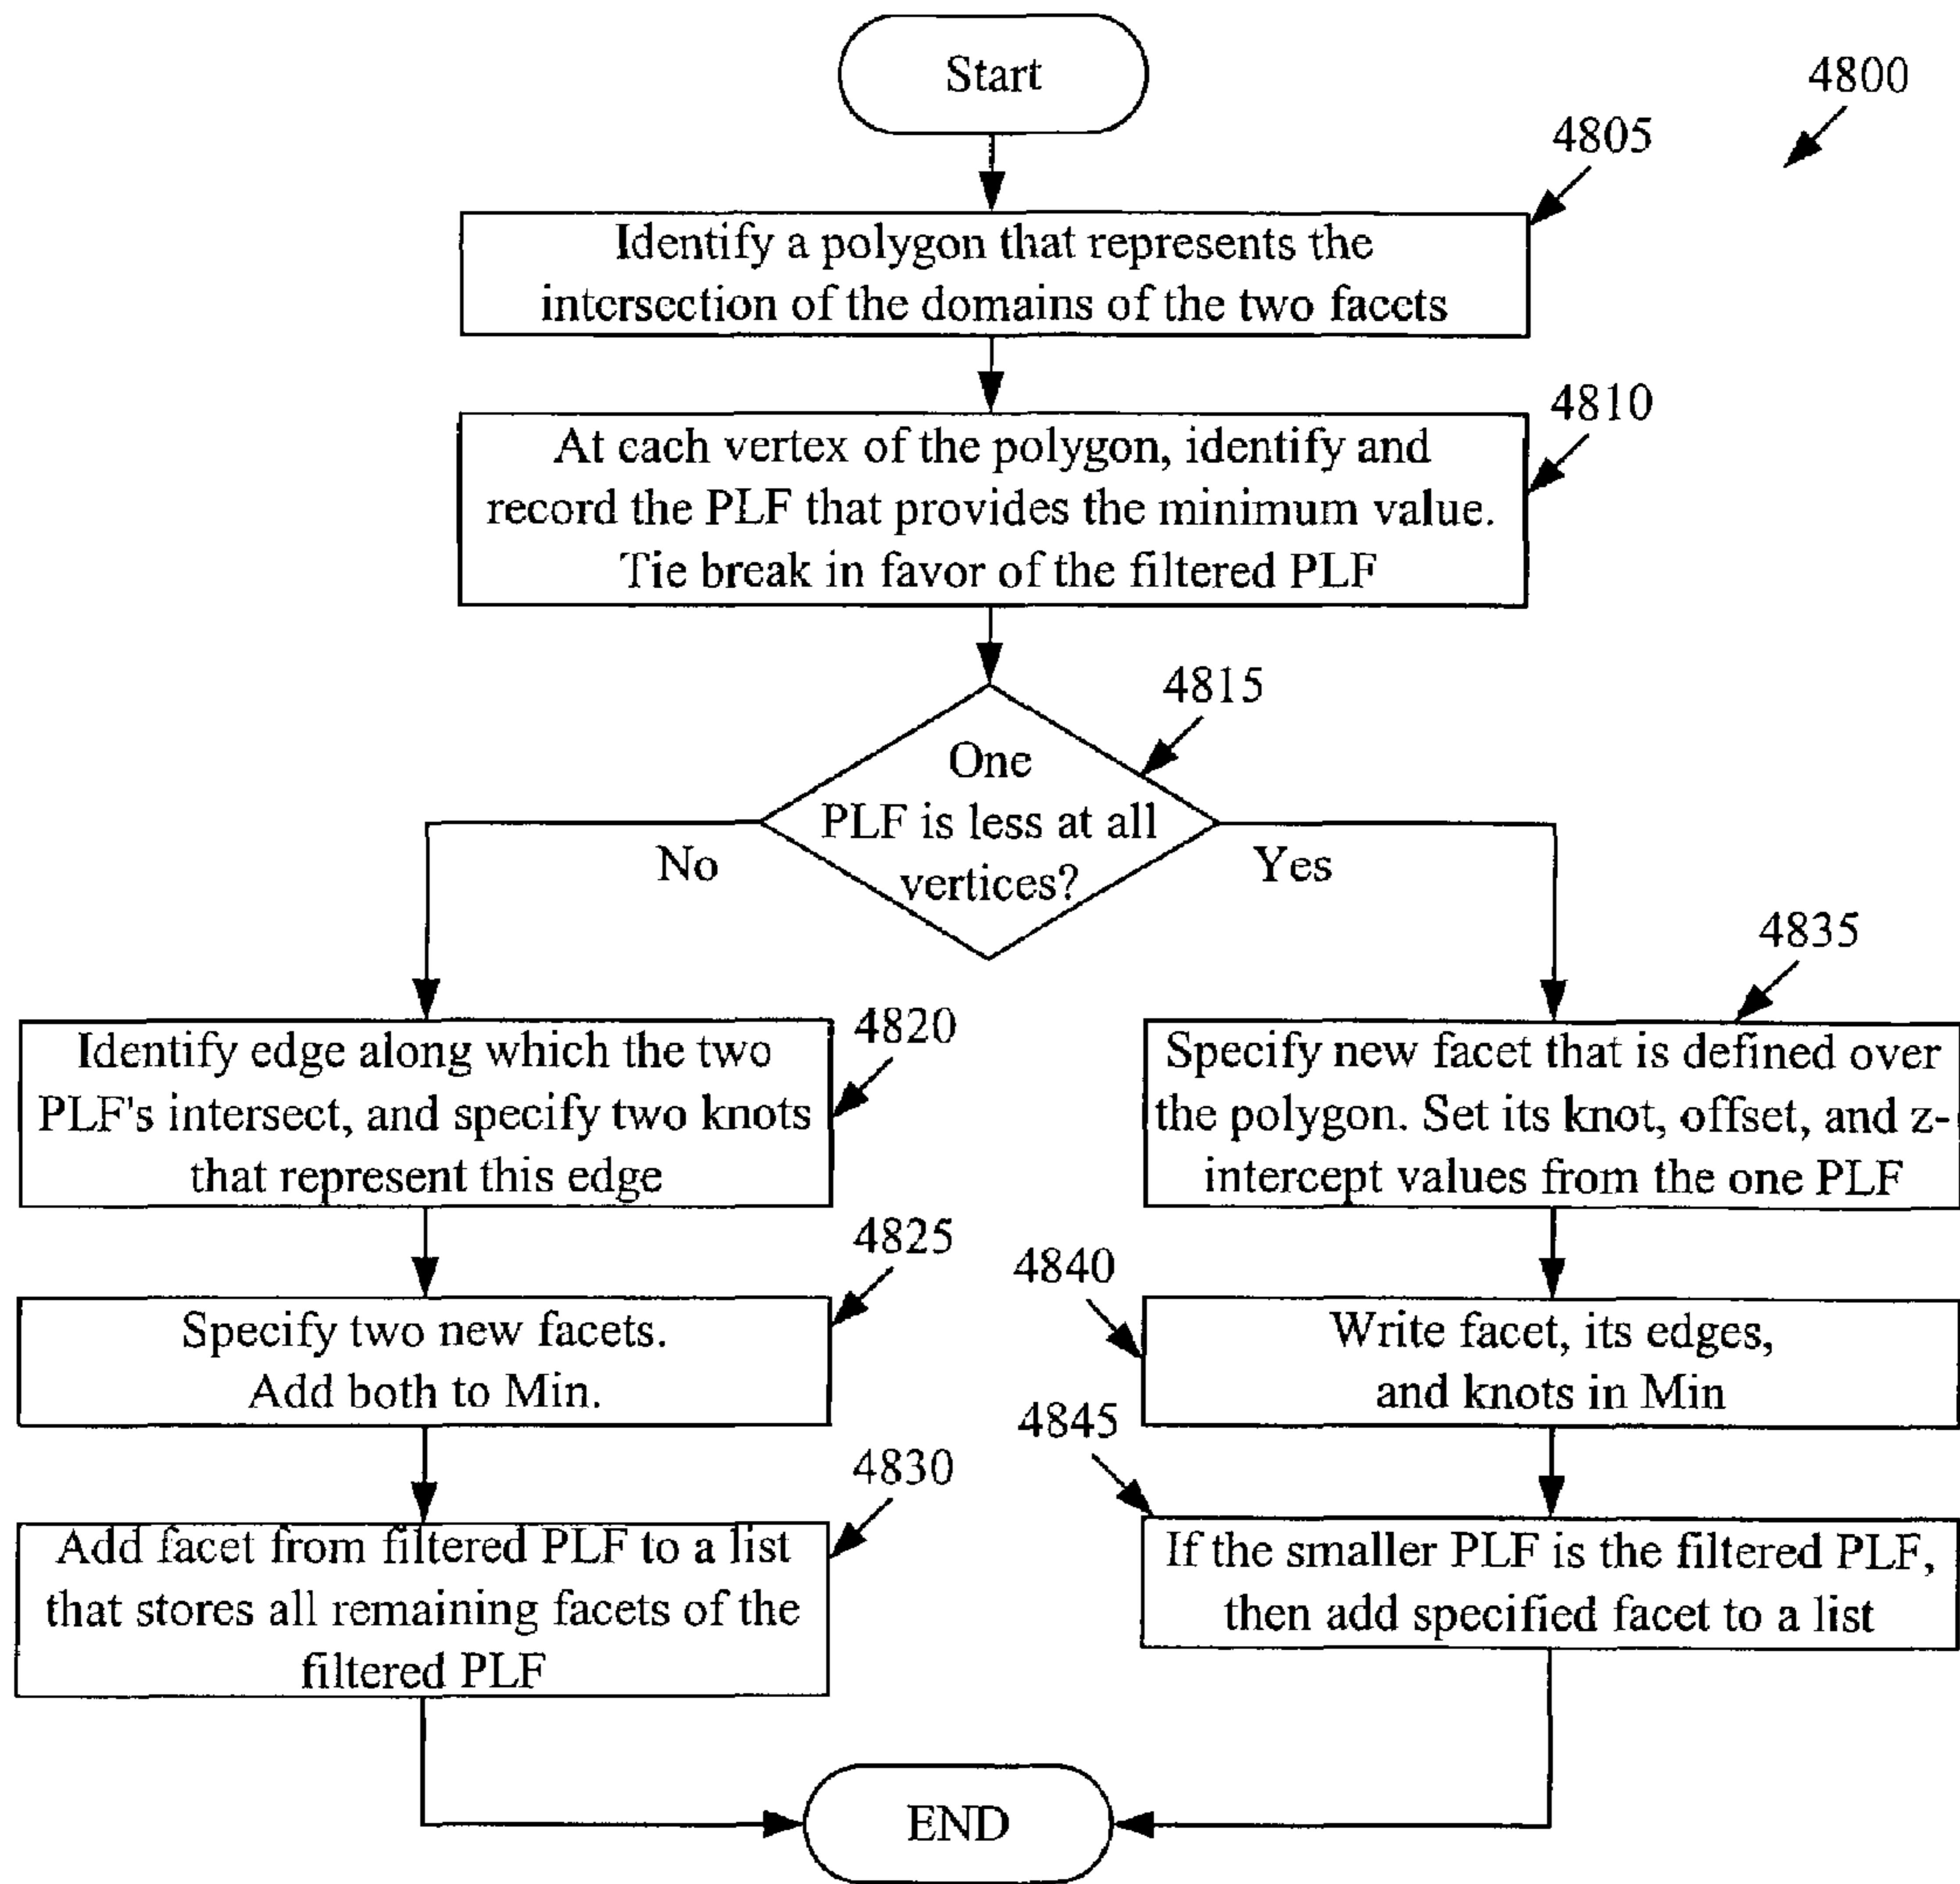 Start
4800
4805
Identify a polygon that represents the
intersection of the domains of the two facets
4810
At each vertex of the polygon, identify and
record the PLF that provides the minimum value.
Tie break in favor of the filtered PLF
4815
One
PLF is less at all
vertices?
No
Yes
4820
Identify edge along which the two
PLF's intersect, and specify two knots
that represent this edge
4835
Specify new facet that is defined over
the polygon. Set its knot, offset, and z-
intercept values from the one PLF
4825
Specify two new facets.
Add both to Min.
4840
Write facet, its edges,
and knots in Min
4830
Add facet from filtered PLF to a list
that stores all remaining facets of the
filtered PLF
4845
If the smaller PLF is the filtered PLF,
then add specified facet to a list
END